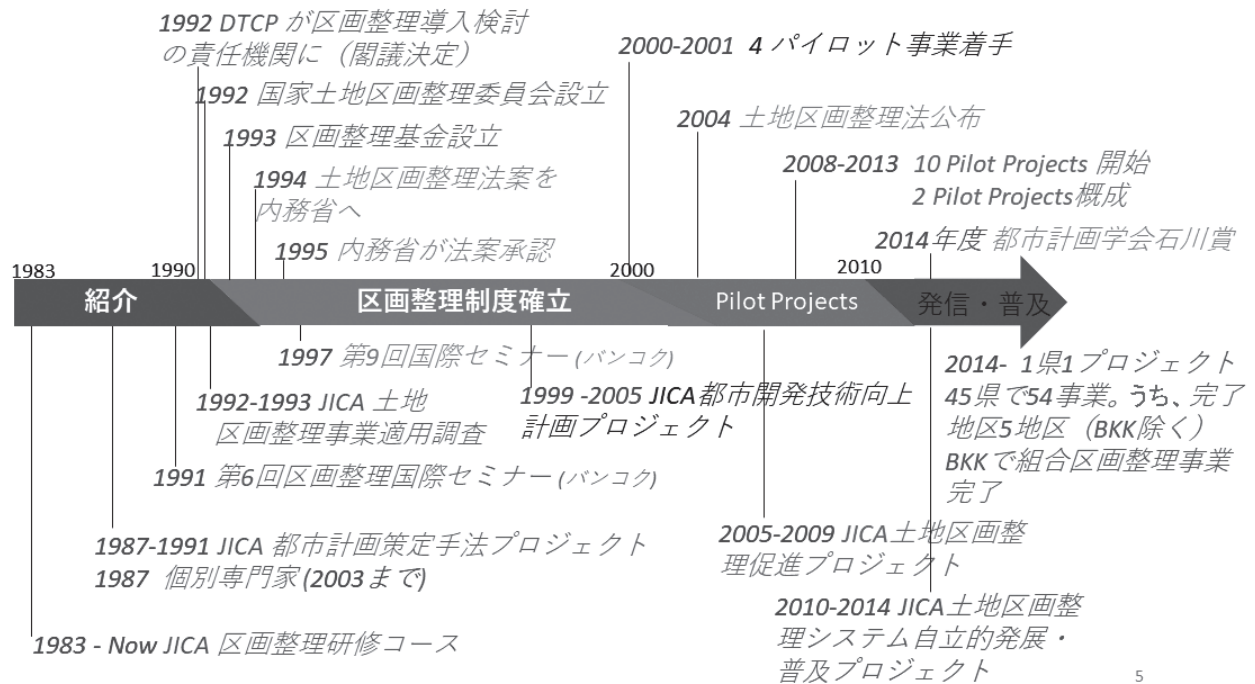 1992 DTCP が区画整理導入検討
の責任機関に（閣議決定）
1992 国家土地区画整理委員会設立
1993 区画整理基金設立
1994 土地区画整理法案を
内務省へ
1995 内務省が法案承認
2000-2001 4 パイロット事業着手
2004 土地区画整理法公布
2008-2013 10 Pilot Projects 開始
2 Pilot Projects概成
2014年度 都市計画学会石川賞
1983
1990
2000
2010
紹介
区画整理制度確立
Pilot Projects
発信・普及
1997 第9回国際セミナー (バンコク)
1992-1993 JICA 土地
区画整理事業適用調査
1991 第6回区画整理国際セミナー (バンコク)
1987-1991 JICA 都市計画策定手法プロジェクト
1987 個別専門家 (2003まで)
1983 - Now JICA 区画整理研修コース
1999 -2005 JICA都市開発技術向上
計画プロジェクト
2005-2009 JICA土地区画整
理促進プロジェクト
2010-2014 JICA土地区画整
理システム自立的発展・
普及プロジェクト
2014- 1県1プロジェクト
45県で54事業。うち、完了
地区5地区（BKK除く）
BKKで組合区画整理事業
完了
5